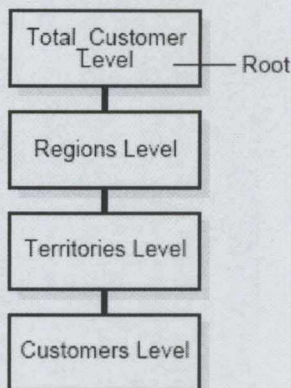 Total_Customer
Level
Root
Regions Level
Territories Level
Customers Level